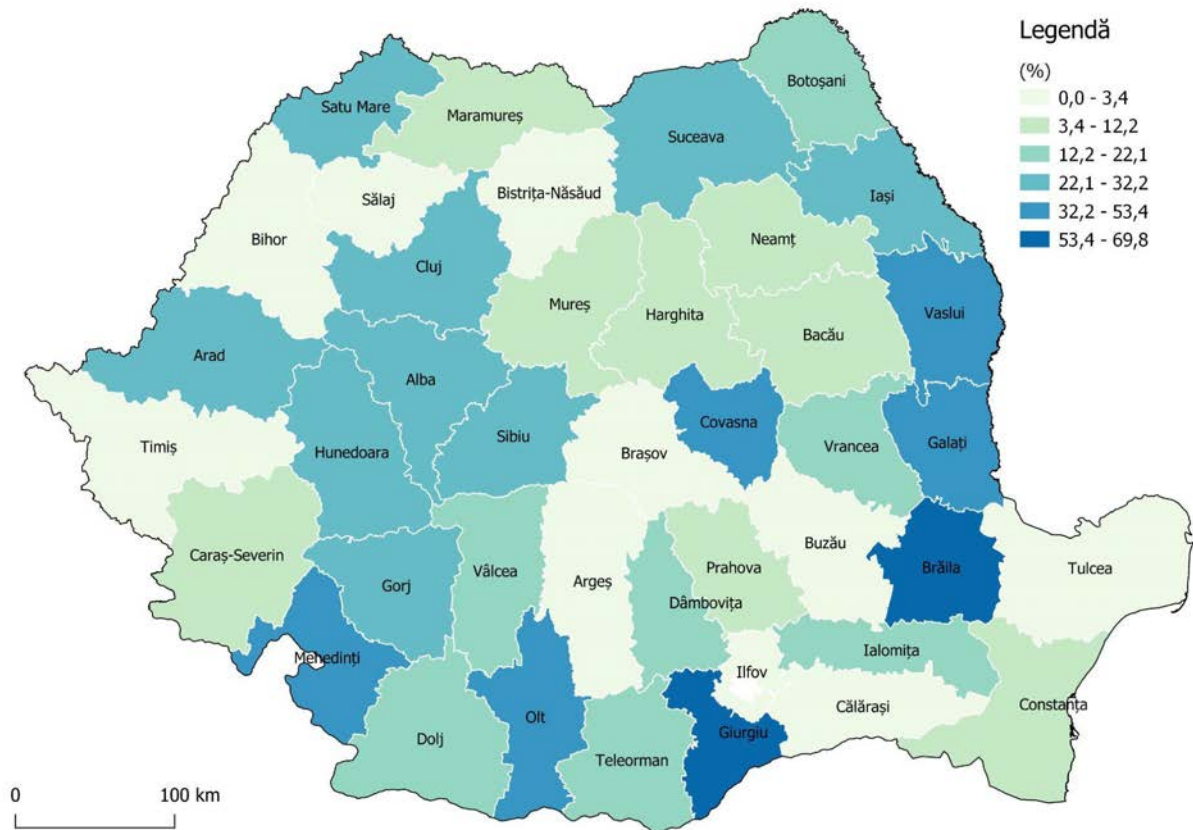 Legendă
(%)
0,0 - 3,4
3,4 - 12,2
12,2 - 22,1
22,1 - 32,2
32,2 - 53,4
53,4 - 69,8
Botoșani
Satu Mare
Maramureș
Suceava
Iași
Sălaj
Bistrița-Năsăud
Bihor
Neamț
Cluj
Mureș
Harghita
Vaslui
Bacău
Arad
Alba
Covasna
Sibiu
Vrancea
Galați
Timiș
Hunedoara
Brașov
Buzău
Caraș-Severin
Vâlcea
Argeș
Prahova
Brăila
Tulcea
Gorj
Dâmbovița
Mehedinți
Ilfov
Ialomița
Călărași
Constanța
Olt
Giurgiu
Dolj
Teleorman
0 100 km